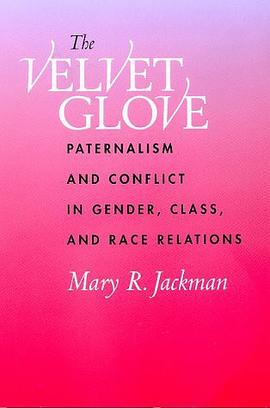 The
VELVET
GLOVE
PATERNALISM
AND CONFLICT
IN GENDER, CLASS,
AND RACE RELATIONS
Mary R. Jackman